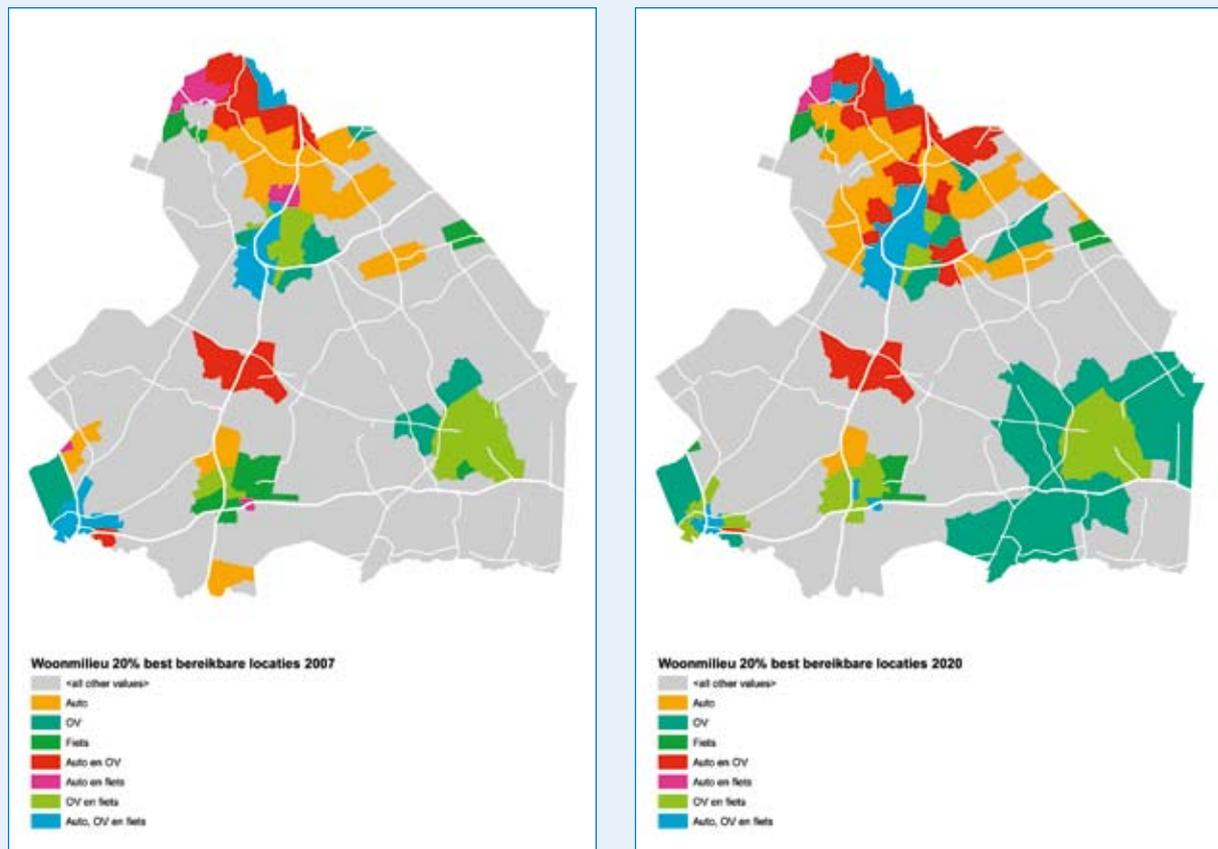 Woonmilieu 20% best bereikbare locaties 2007
<all other values>
Auto
OV
Fiets
Auto en OV
Auto en fiets
OV en fiets
Auto, OV en fiets
Woonmilieu 20% best bereikbare locaties 2020
<all other values>
Auto
OV
Fiets
Auto en OV
Auto en fiets
OV en fiets
Auto, OV en fiets